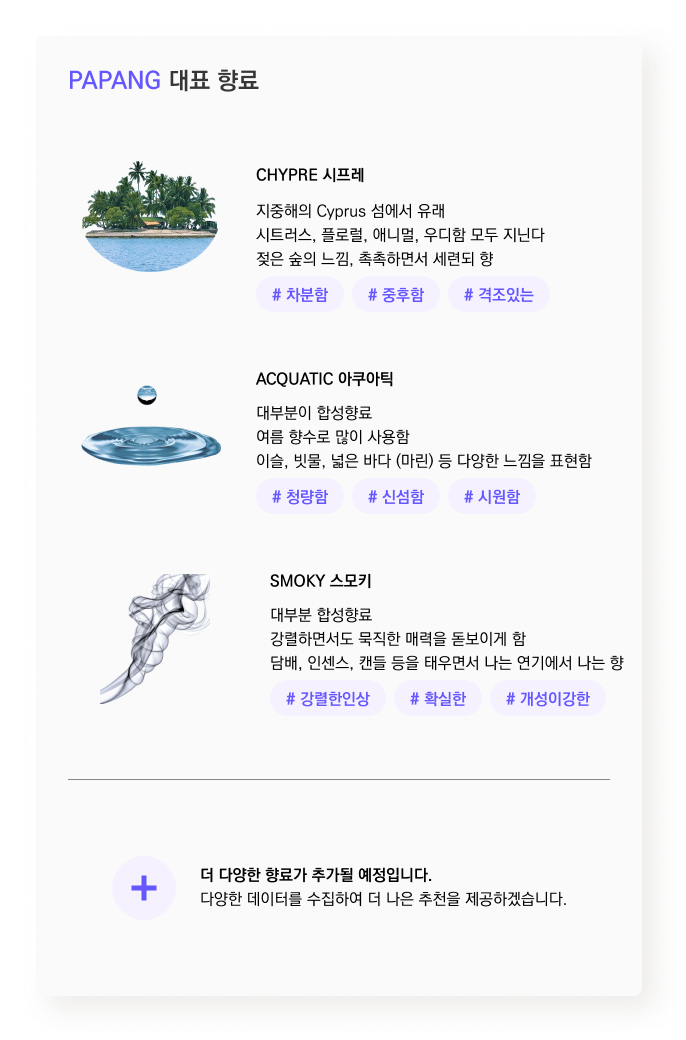 PAPANG 대표 향료
CHYPRE 시프레
지중해의 Cyprus 섬에서 유래
시트러스, 플로럴, 애니멀, 우디함 모두 지닌다
젖은 숲의 느낌, 촉촉하면서 세련되 향
# 차분함 # 중후함 # 격조있는
ACQUATIC 아쿠아틱
대부분이 합성향료
여름 향수로 많이 사용함
이슬, 빗물, 넓은 바다 (마린) 등 다양한 느낌을 표현함
# 청량함 # 신섬함 # 시원함
SMOKY 스모키
대부분 합성향료
강렬하면서도 묵직한 매력을 돋보이게 함
담배, 인센스, 캔들 등을 태우면서 나는 연기에서 나는 향
# 강렬한인상 # 확실한 # 개성이강한
더 다양한 향료가 추가될 예정입니다.
다양한 데이터를 수집하여 더 나은 추천을 제공하겠습니다.